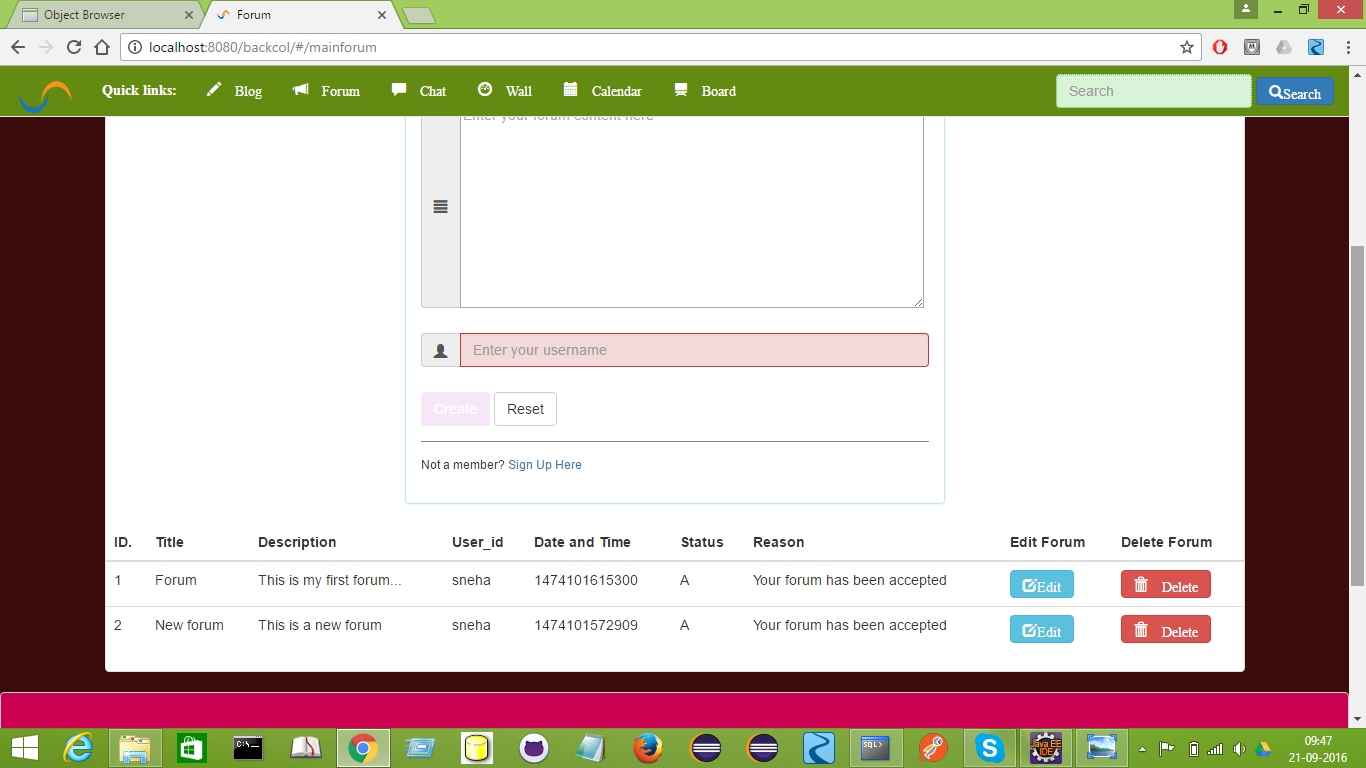 Object Browser
Forum
localhost:8080/backcol/#/mainforum
Quick links: Blog Forum Chat Wall Calendar Board Search Search
Enter your forum content here
Enter your username
Create Reset
Not a member? Sign Up Here
ID. Title Description User_id Date and Time Status Reason Edit Forum Delete Forum
1 Forum This is my first forum... sneha 1474101615300 A Your forum has been accepted Edit Delete
2 New forum This is a new forum sneha 1474101572909 A Your forum has been accepted Edit Delete
C:\.
SQL>
Java EE
IDE
09:47
21-09-2016